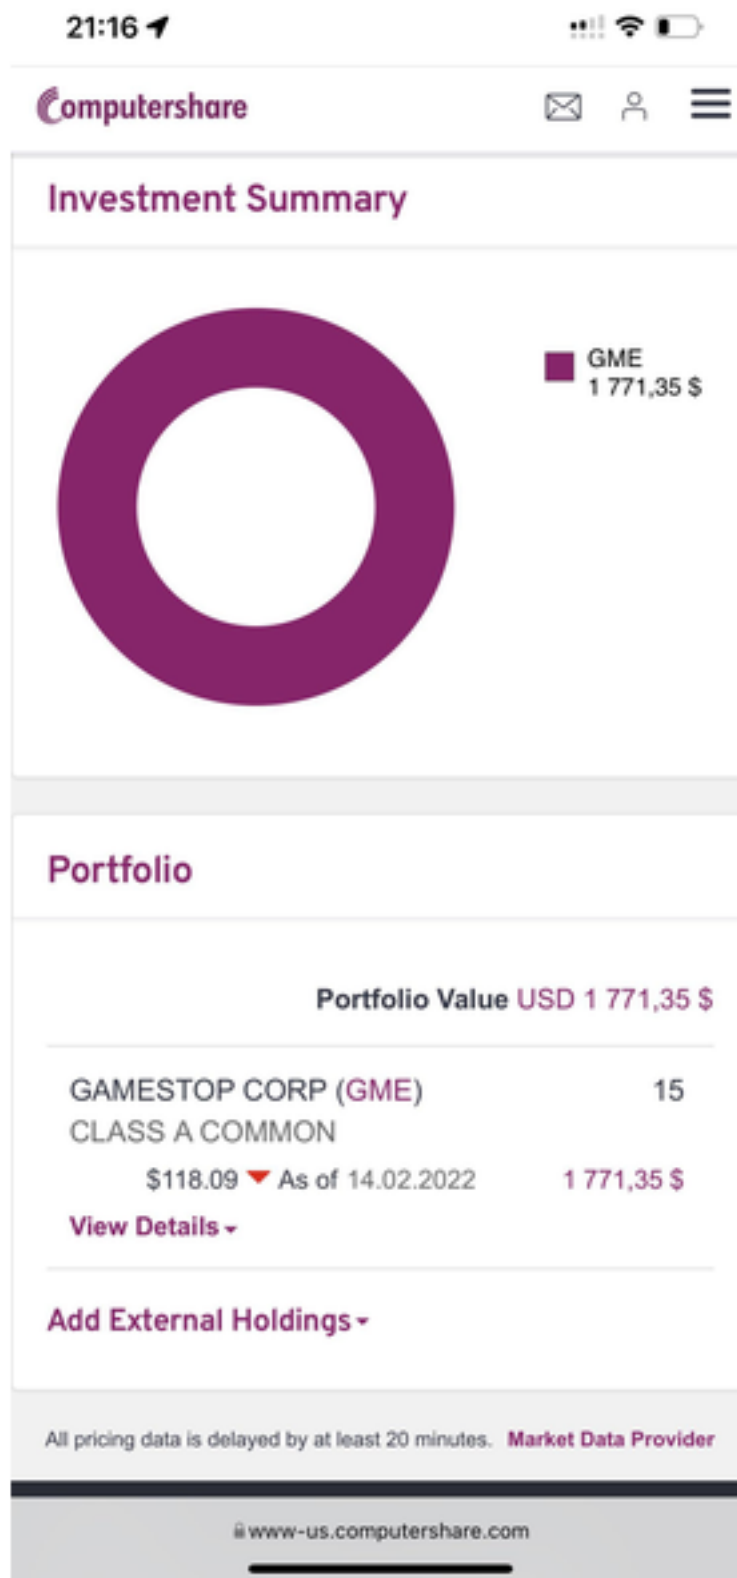 21:16
Computershare
Investment Summary
GME
1 771,35 $
Portfolio
Portfolio Value USD 1 771,35 $
GAMESTOP CORP (GME) 15
CLASS A COMMON
$118.09 As of 14.02.2022 1 771,35 $
View Details
Add External Holdings
All pricing data is delayed by at least 20 minutes. Market Data Provider
www-us.computershare.com